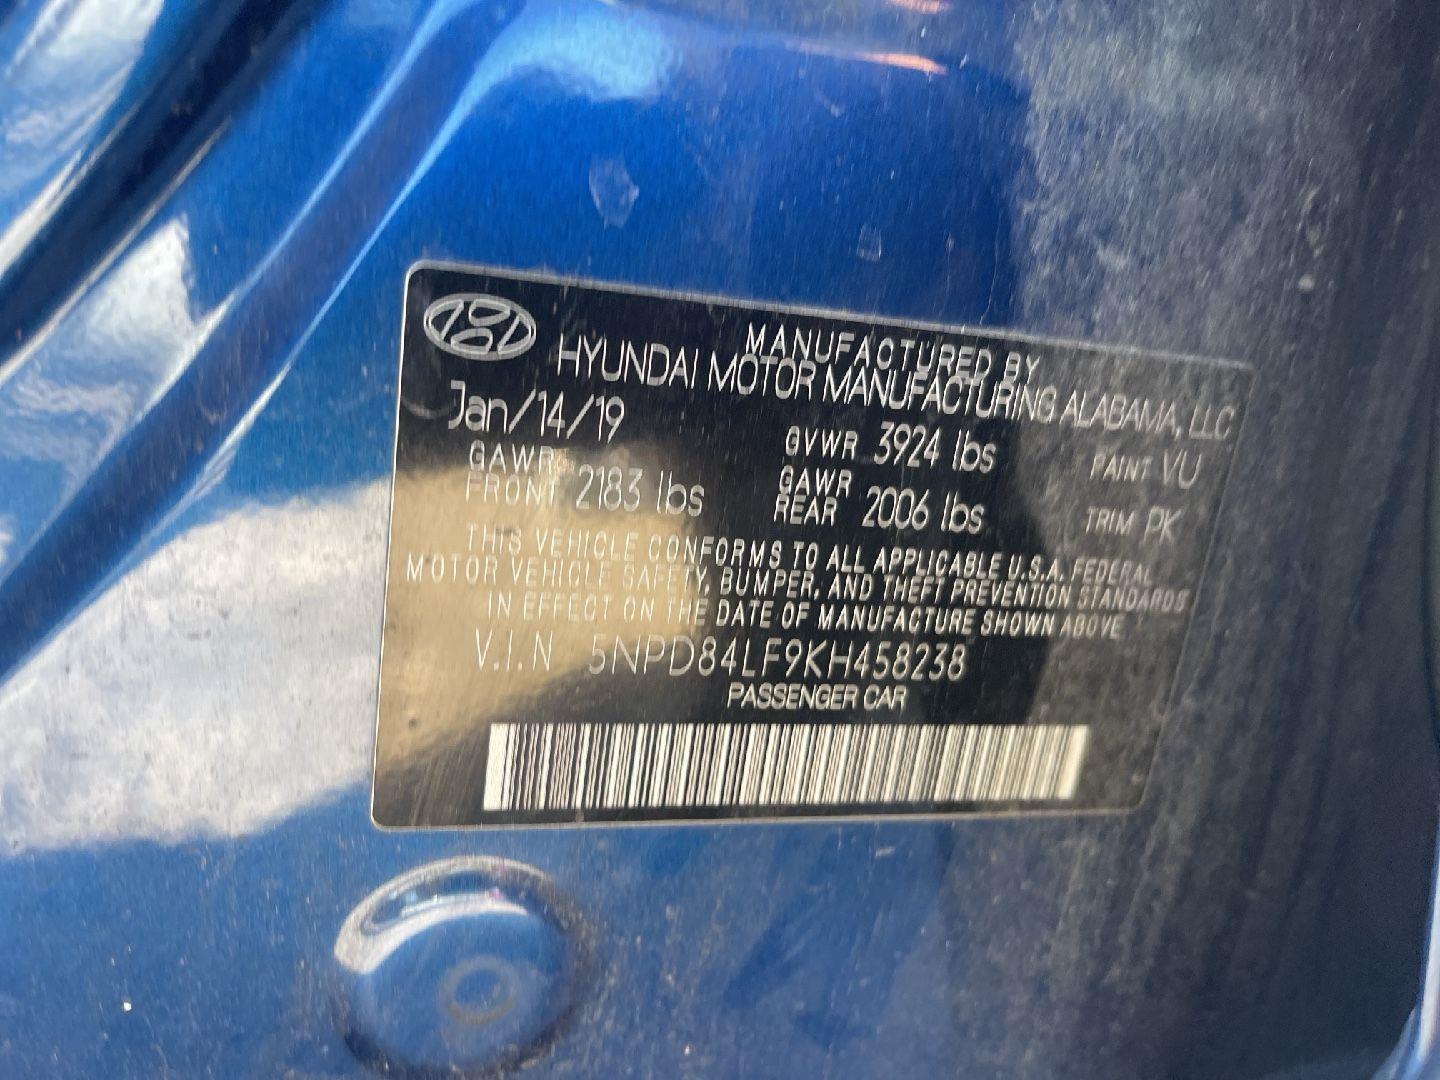 MANUFACTURED BY
HYUNDAI MOTOR MANUFACTURING ALABAMA, LLC
Jan/14/19 GVWR 3924 lbs PAINT VU
GAWR FRONT 2183 lbs GAWR REAR 2006 lbs TRIM PK
THIS VEHICLE CONFORMS TO ALL APPLICABLE U.S.A. FEDERAL
MOTOR VEHICLE SAFETY, BUMPER, AND THEFT PREVENTION STANDARDS
IN EFFECT ON THE DATE OF MANUFACTURE SHOWN ABOVE
V.I.N 5NPD84LF9KH458238
PASSENGER CAR